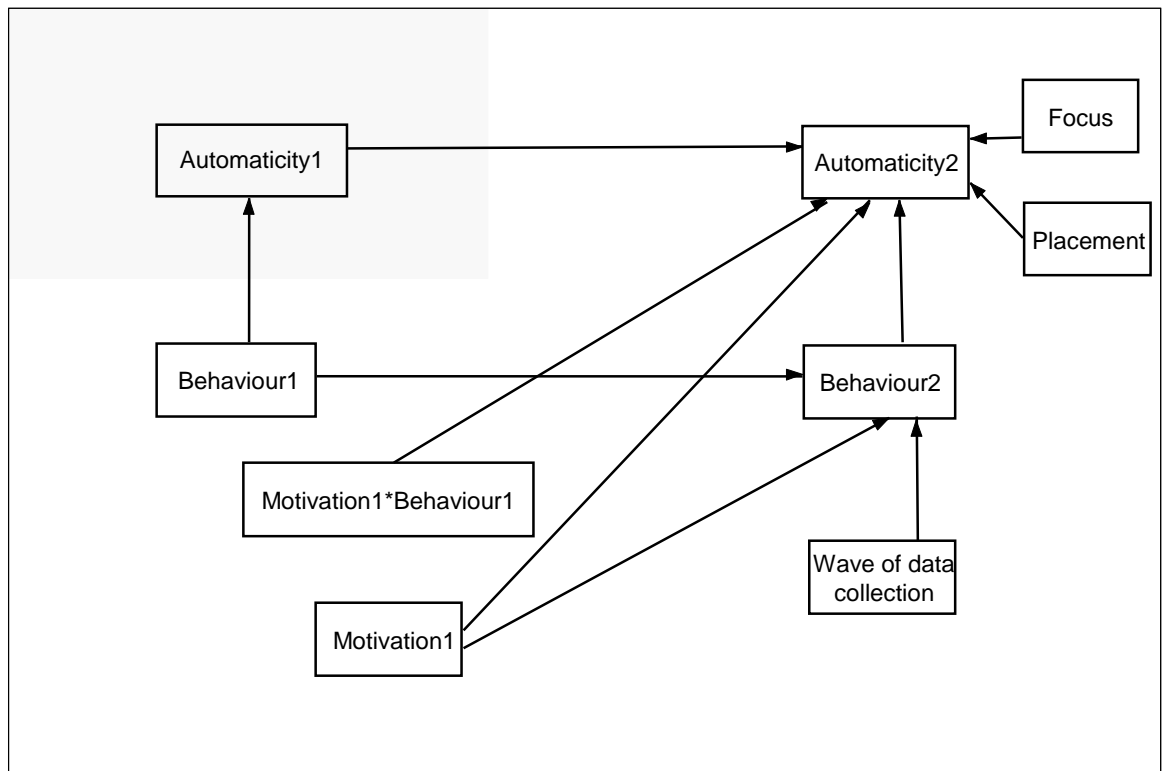 Focus
Automaticity1
Automaticity2
Placement
Behaviour1
Behaviour2
Motivation1*Behaviour1
Wave of data
collection
Motivation1